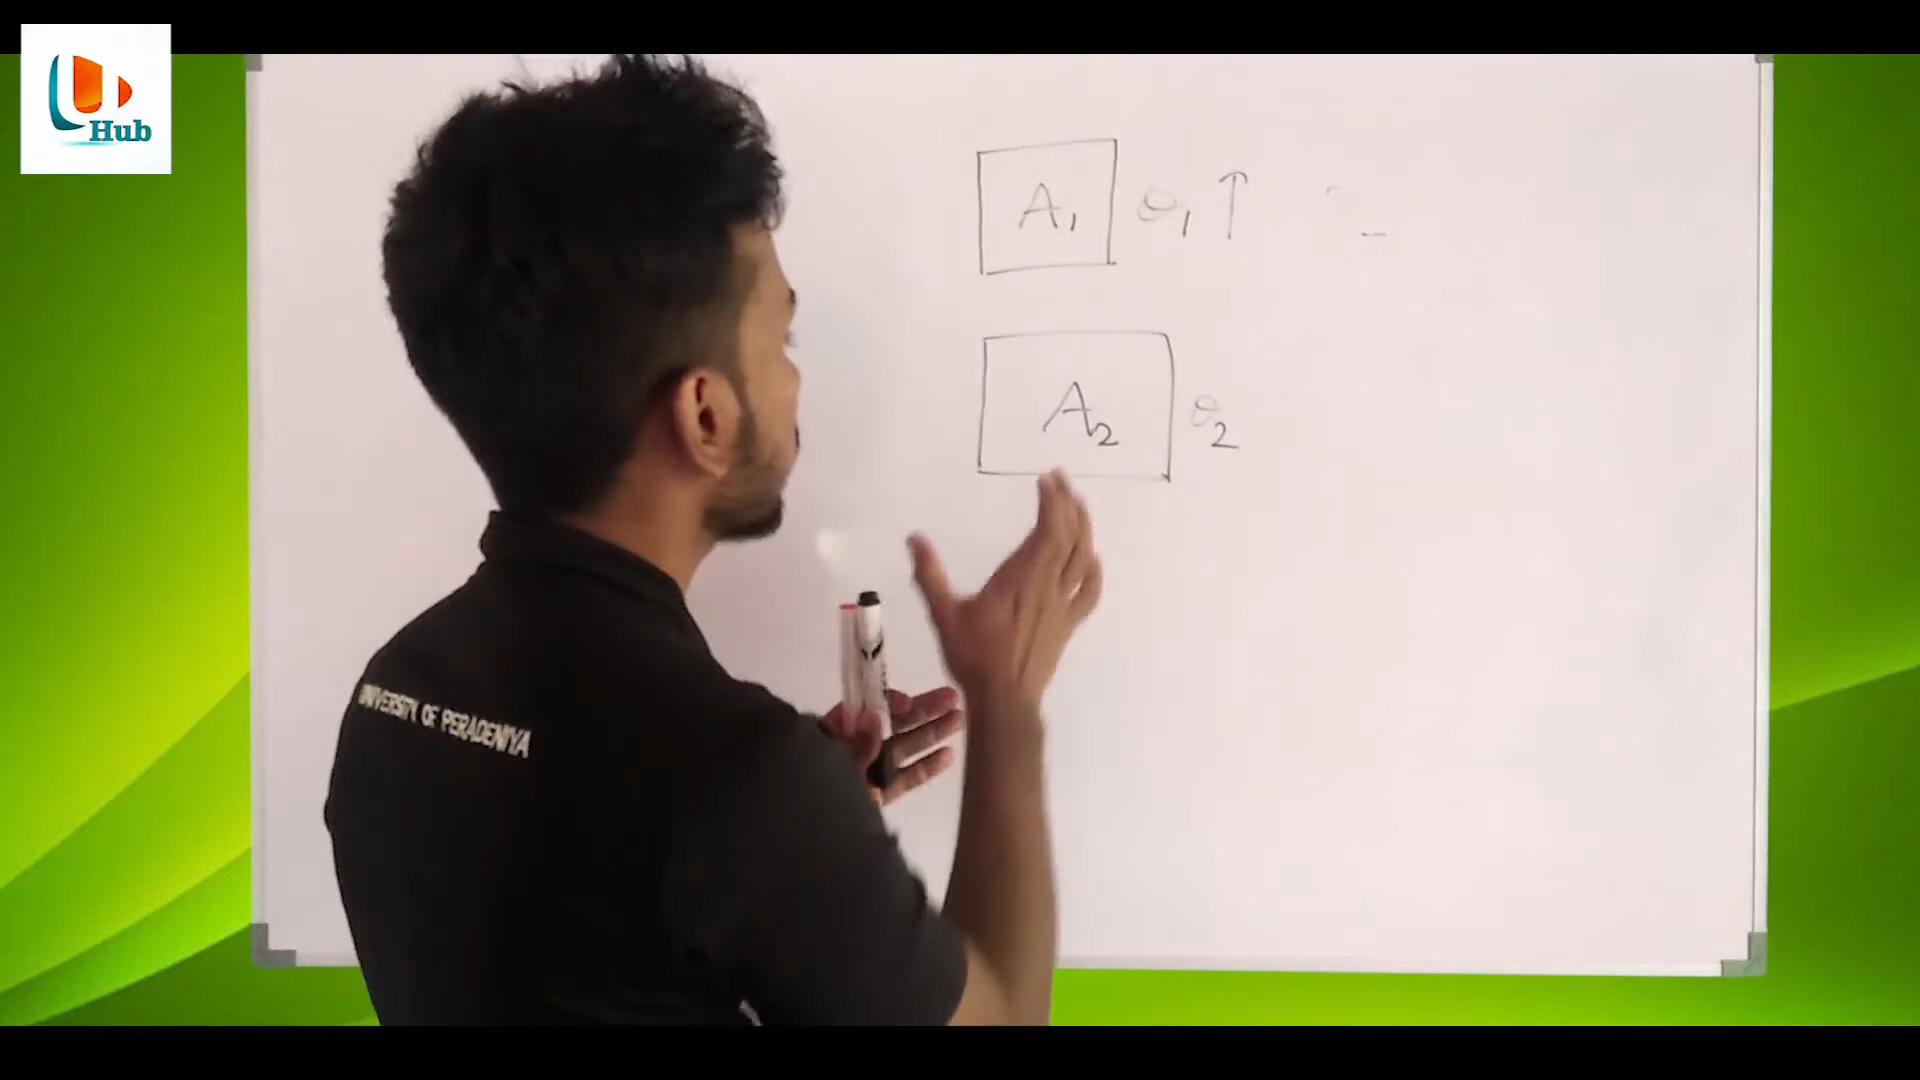 Hub
A₁ θ₁ ↑
A₂ θ₂
UNIVERSITY OF PERADENIYA